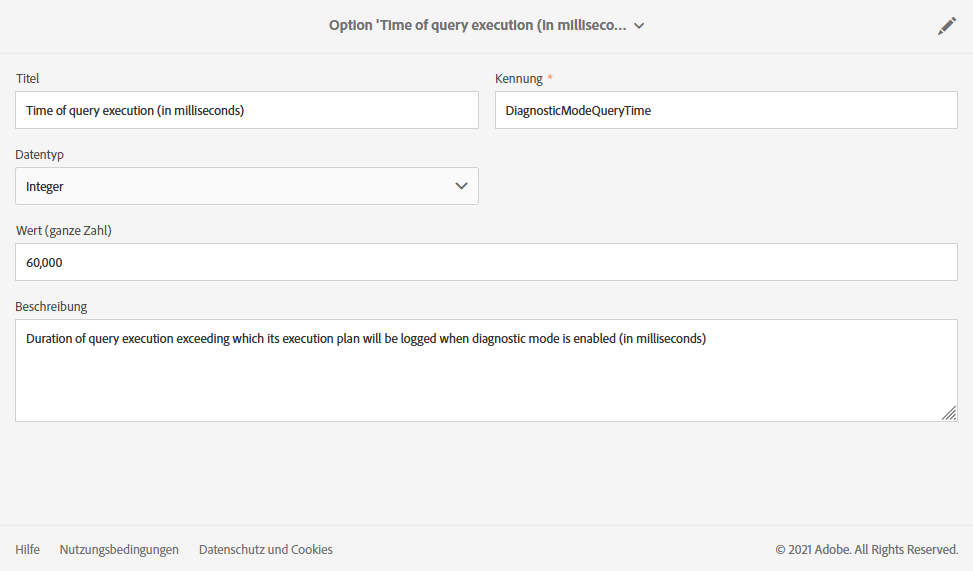 Option 'Time of query execution (in milliseco...
Titel
Kennung *
Time of query execution (in milliseconds)
DiagnosticModeQueryTime
Datentyp
Integer
Wert (ganze Zahl)
60,000
Beschreibung
Duration of query execution exceeding which its execution plan will be logged when diagnostic mode is enabled (in milliseconds)
Hilfe Nutzungsbedingungen Datenschutz und Cookies © 2021 Adobe. All Rights Reserved.